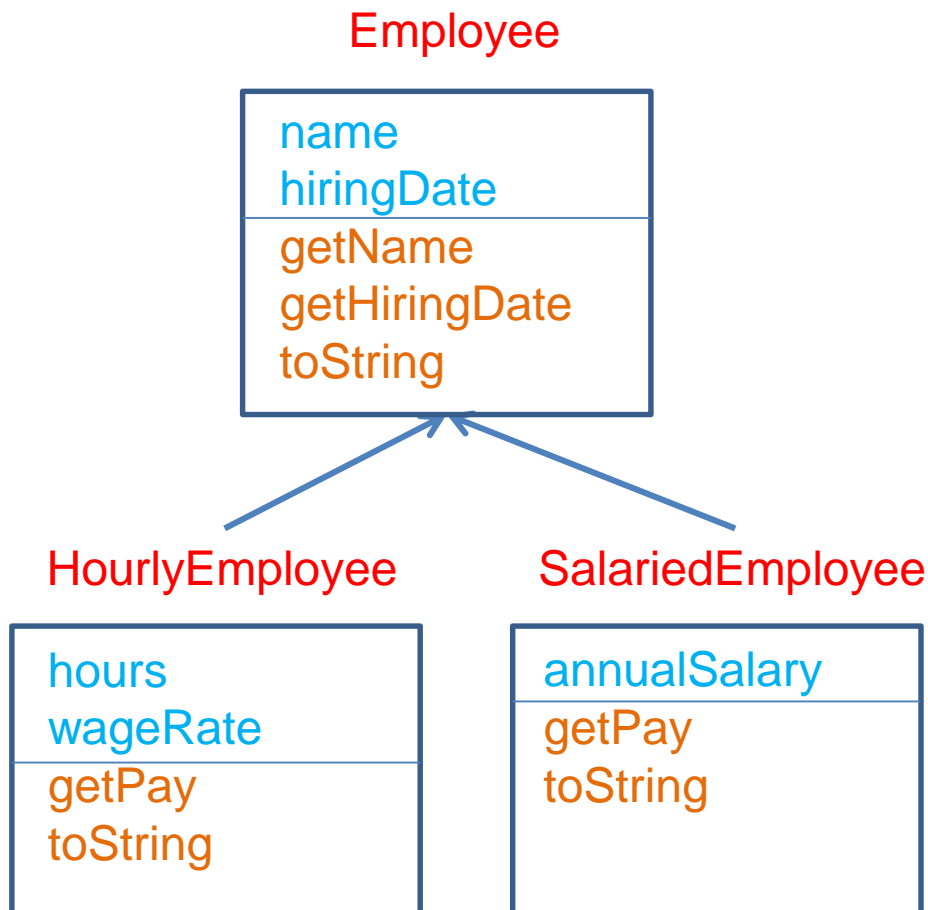 Employee
name
hiringDate
getName
getHiringDate
toString
HourlyEmployee
hours
wageRate
getPay
toString
SalariedEmployee
annualSalary
getPay
toString